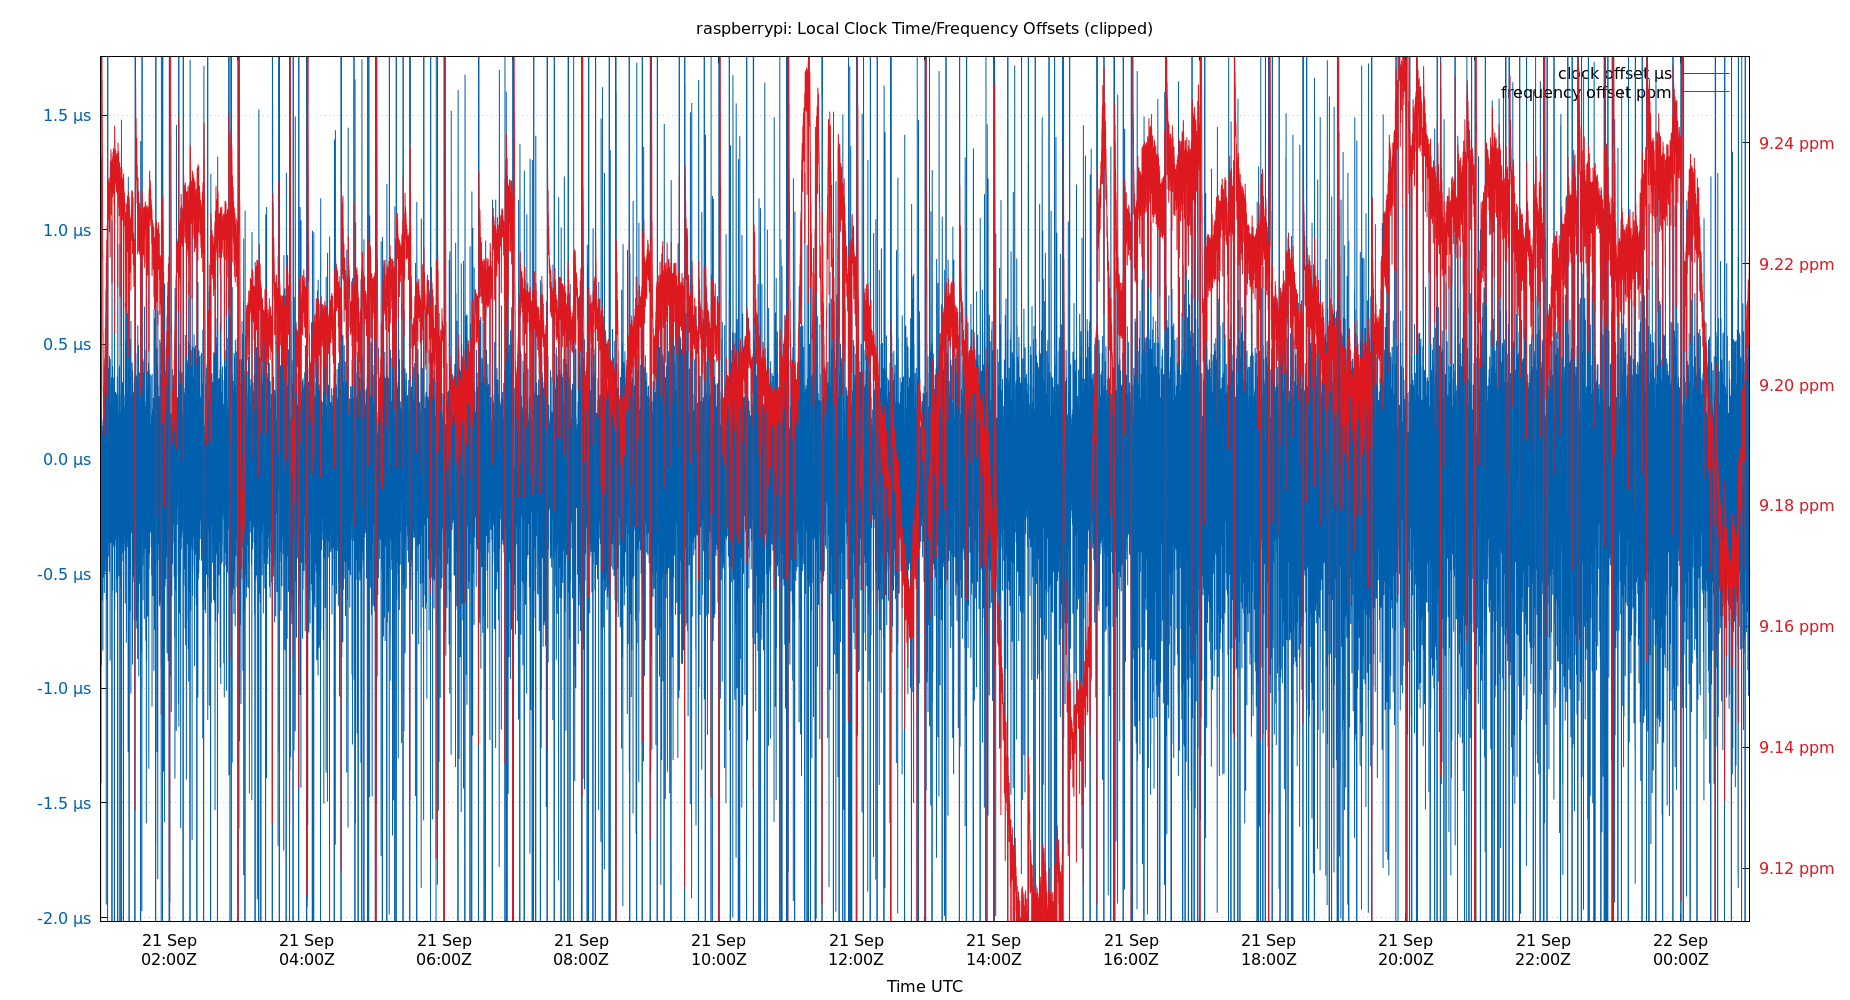 raspberrypi: Local Clock Time/Frequency Offsets (clipped)
clock offset µs
frequency offset ppm
1.5 µs
1.0 µs
0.5 µs
0.0 µs
-0.5 µs
-1.0 µs
-1.5 µs
-2.0 µs
9.24 ppm
9.22 ppm
9.20 ppm
9.18 ppm
9.16 ppm
9.14 ppm
9.12 ppm
21 Sep
02:00Z
21 Sep
04:00Z
21 Sep
06:00Z
21 Sep
08:00Z
21 Sep
10:00Z
21 Sep
12:00Z
21 Sep
14:00Z
21 Sep
16:00Z
21 Sep
18:00Z
21 Sep
20:00Z
21 Sep
22:00Z
22 Sep
00:00Z
Time UTC